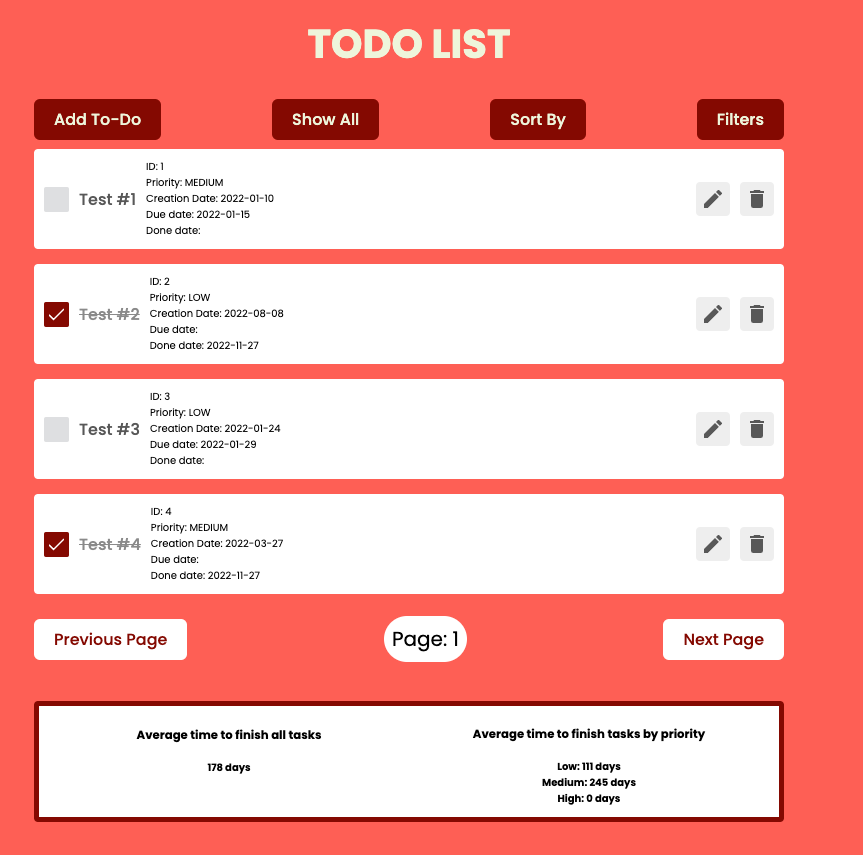 TODO LIST
Add To-Do
Show All
Sort By
Filters
Test #1
ID: 1
Priority: MEDIUM
Creation Date: 2022-01-10
Due date: 2022-01-15
Done date:
Test #2
ID: 2
Priority: LOW
Creation Date: 2022-08-08
Due date:
Done date: 2022-11-27
Test #3
ID: 3
Priority: LOW
Creation Date: 2022-01-24
Due date: 2022-01-29
Done date:
Test #4
ID: 4
Priority: MEDIUM
Creation Date: 2022-03-27
Due date:
Done date: 2022-11-27
Previous Page
Page: 1
Next Page
Average time to finish all tasks
178 days
Average time to finish tasks by priority
Low: 111 days
Medium: 245 days
High: 0 days